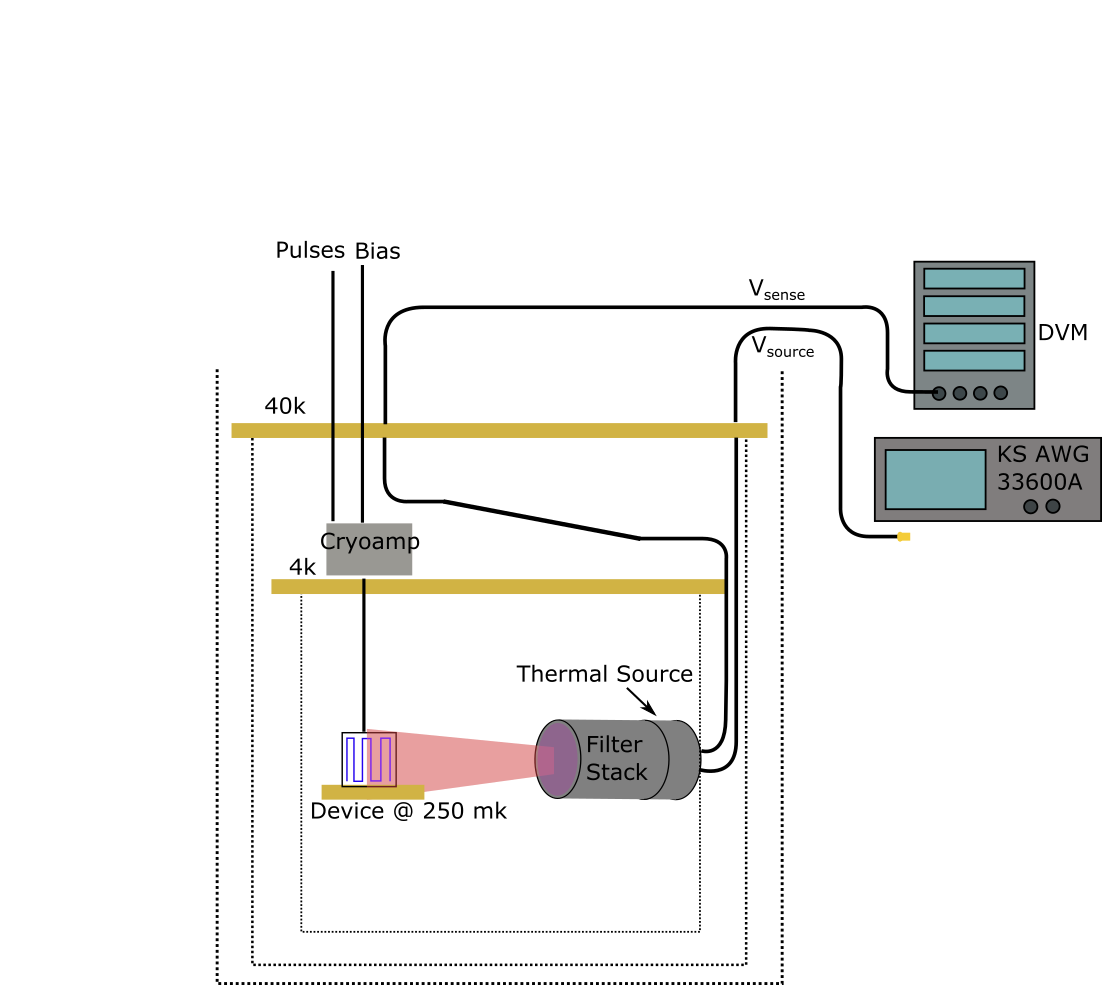 Pulses Bias
Vsense
Vsource
DVM
40k
KS AWG
33600A
Cryoamp
4k
Thermal Source
Filter
Stack
Device @ 250 mk